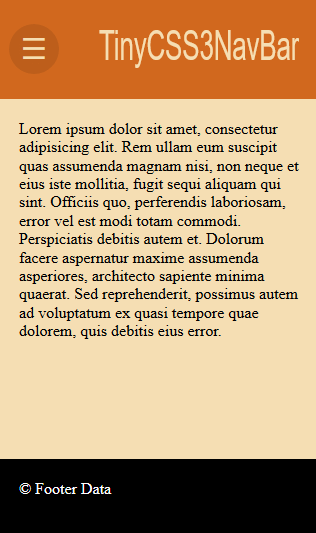 ☰ TinyCSS3NavBar
Lorem ipsum dolor sit amet, consectetur
adipisicing elit. Rem ullam eum suscipit
quas assumenda magnam nisi, non neque et
eius iste mollitia, fugit sequi aliquam qui
sint. Officiis quo, perferendis laboriosam,
error vel est modi totam commodi.
Perspiciatis debitis autem et. Dolorum
facere aspernatur maxime assumenda
asperiores, architecto sapiente minima
quaerat. Sed reprehenderit, possimus autem
ad voluptatum ex quasi tempore quae
dolorem, quis debitis eius error.
© Footer Data